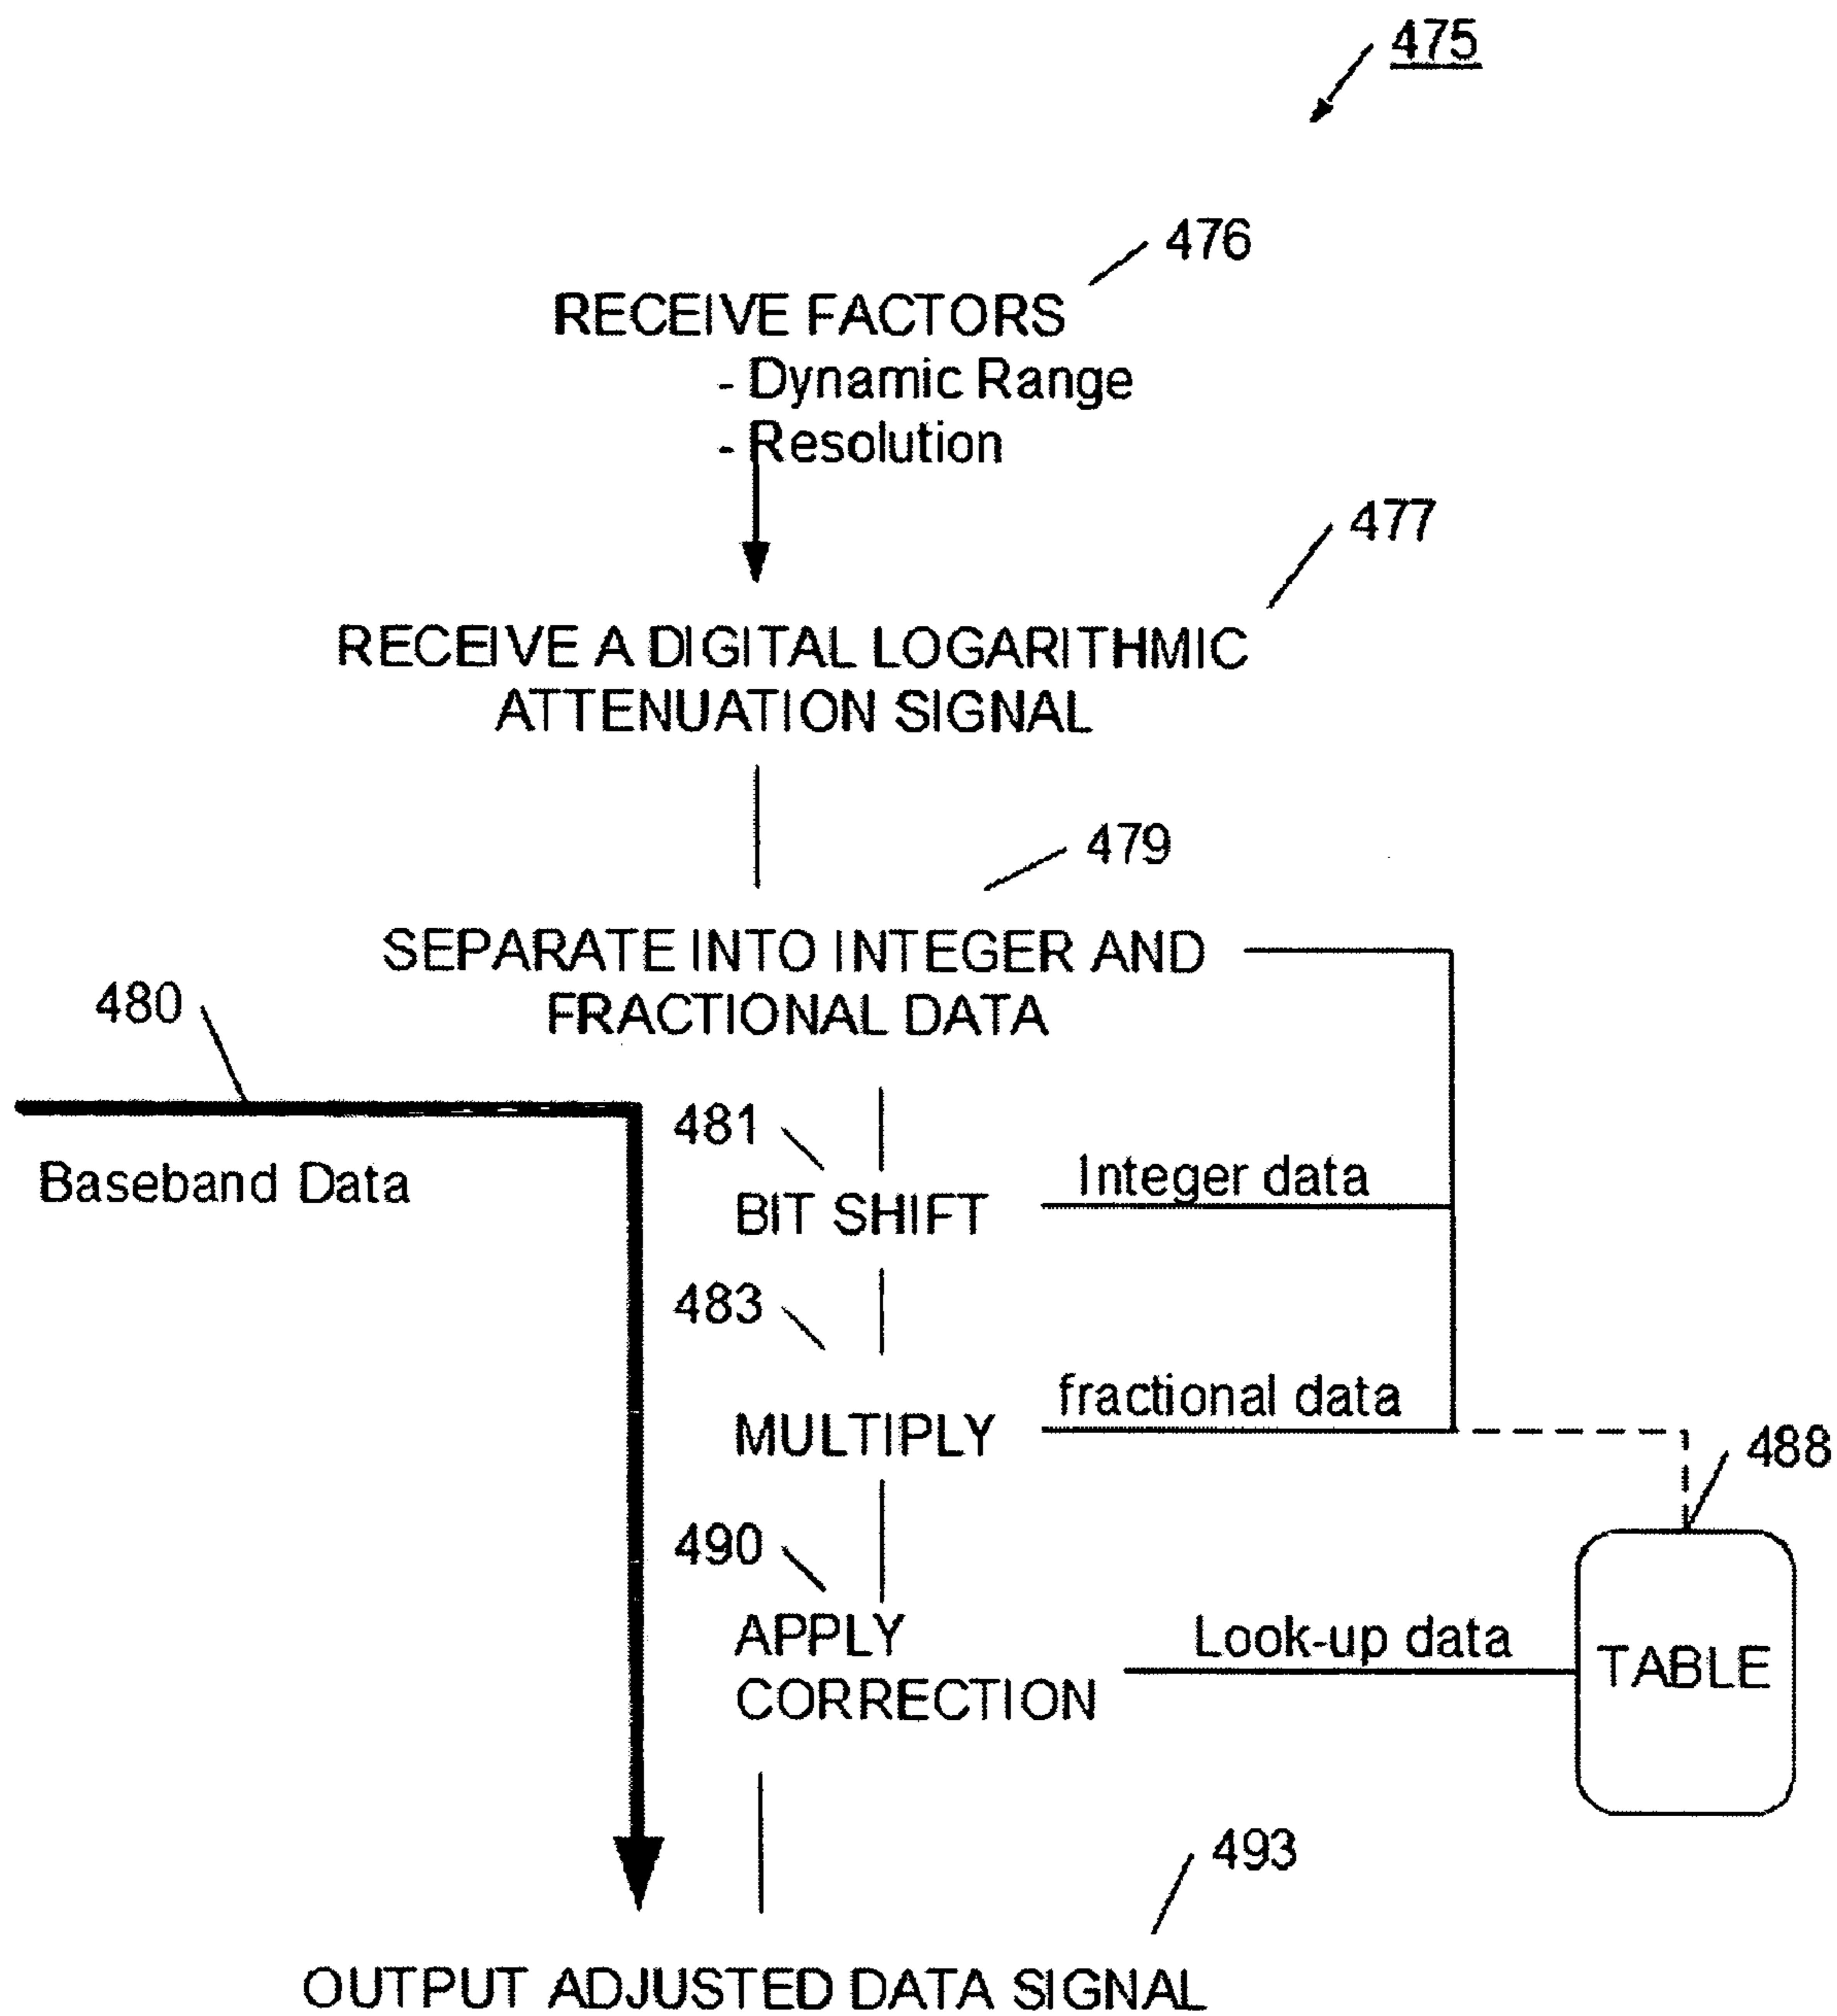 475
476
RECEIVE FACTORS
- Dynamic Range
- Resolution
477
RECEIVE A DIGITAL LOGARITHMIC
ATTENUATION SIGNAL
479
SEPARATE INTO INTEGER AND
FRACTIONAL DATA
480
Baseband Data
481
BIT SHIFT
Integer data
483
MULTIPLY
fractional data
488
490
APPLY
CORRECTION
Look-up data
TABLE
493
OUTPUT ADJUSTED DATA SIGNAL